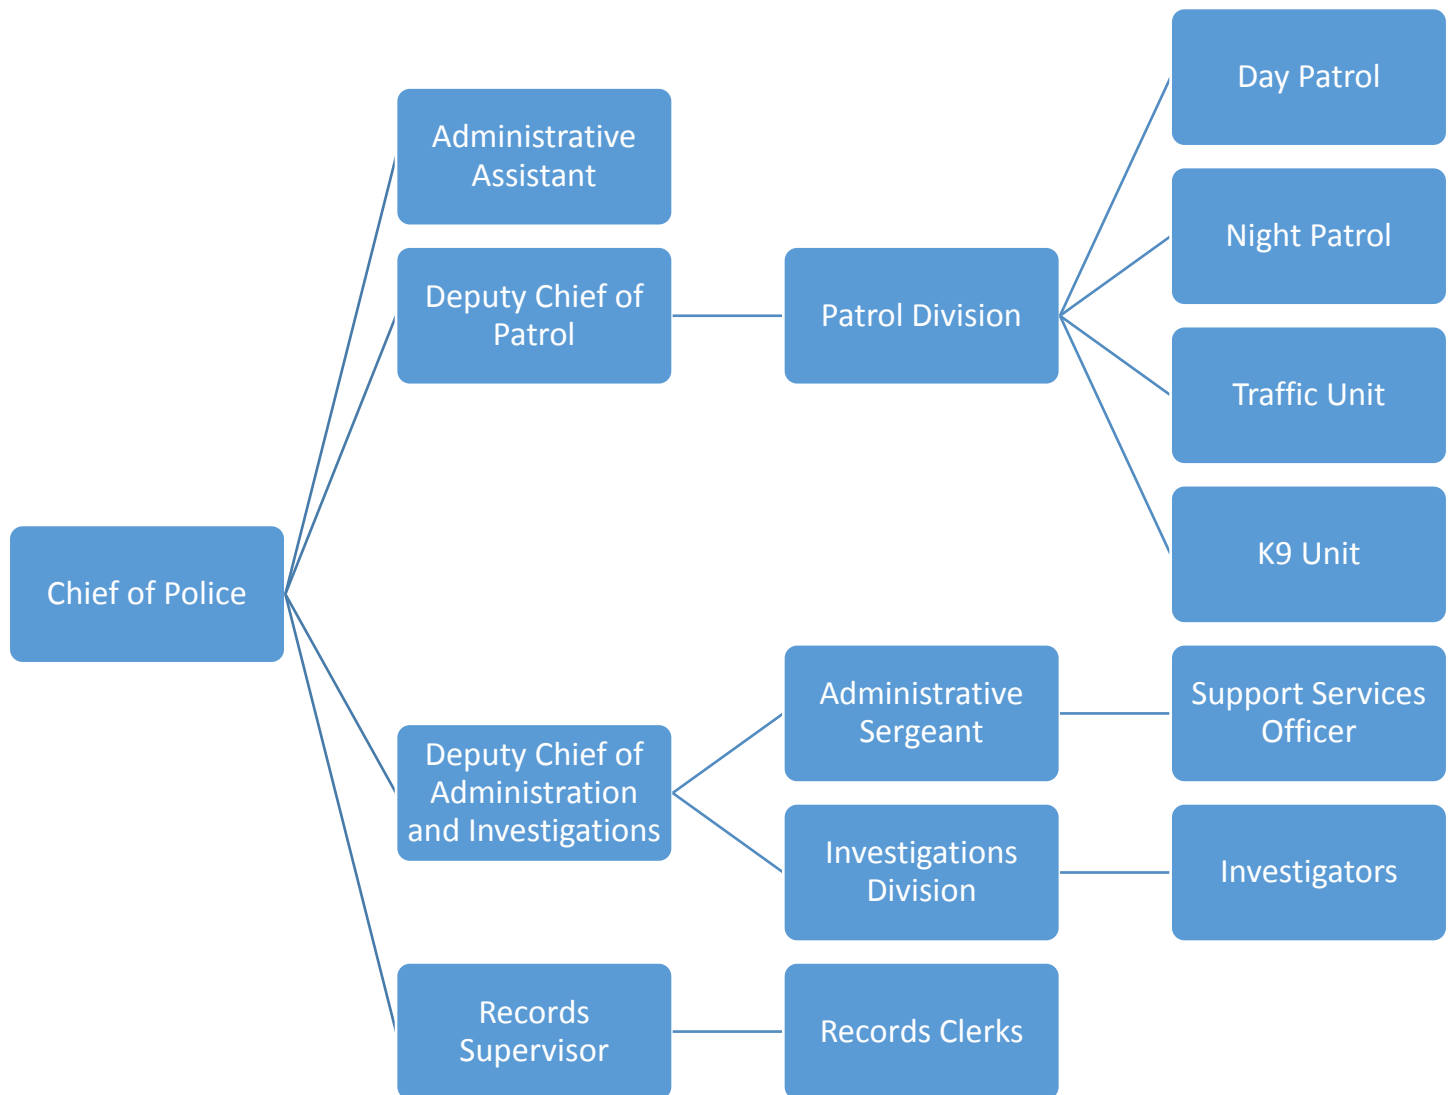 Chief of Police
Administrative
Assistant
Deputy Chief of
Patrol
Deputy Chief of
Administration
and Investigations
Records
Supervisor
Patrol Division
Administrative
Sergeant
Investigations
Division
Records Clerks
Day Patrol
Night Patrol
Traffic Unit
K9 Unit
Support Services
Officer
Investigators